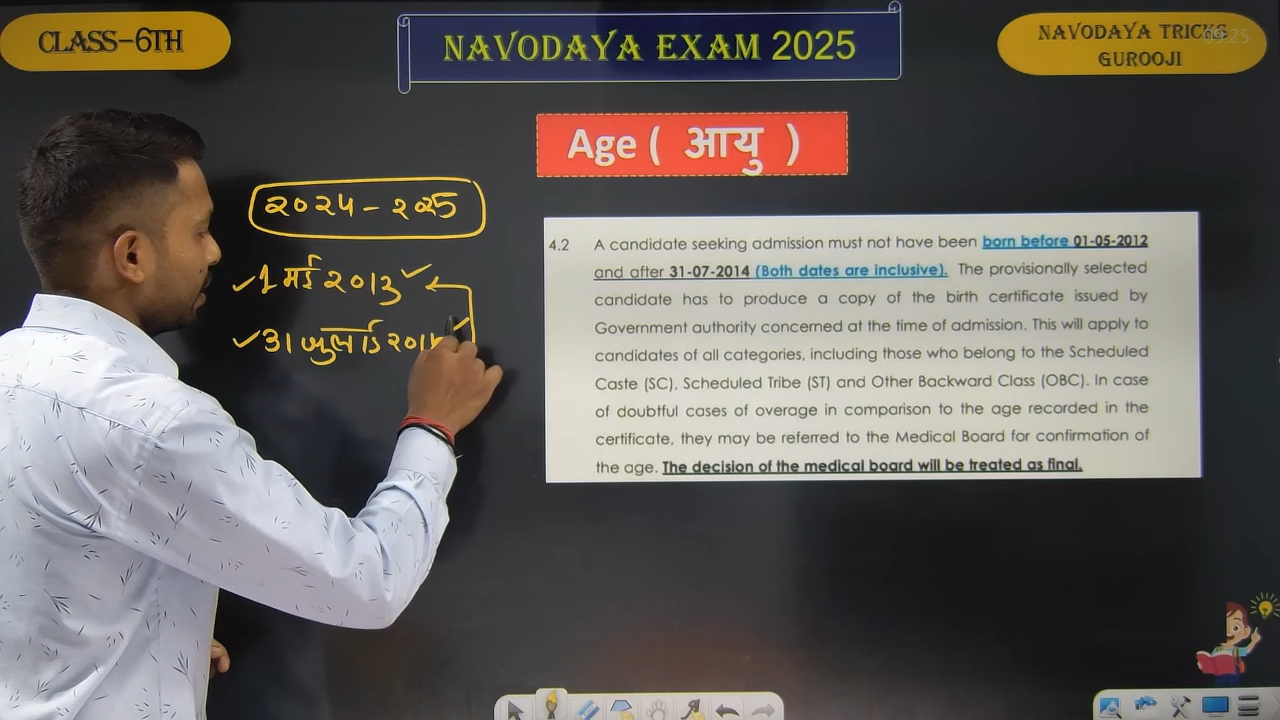 CLASS-6TH
NAVODAYA EXAM 2025
NAVODAYA TRICKS
GUROOJI
Age ( आयु )
२०२४ - २०२5
1 मई २०1३
31 जुलाई
4.2 A candidate seeking admission must not have been born before 01-05-2012
and after 31-07-2014 (Both dates are inclusive). The provisionally selected
candidate has to produce a copy of the birth certificate issued by
Government authority concerned at the time of admission. This will apply to
candidates of all categories, including those who belong to the Scheduled
Caste (SC), Scheduled Tribe (ST) and Other Backward Class (OBC). In case
of doubtful cases of overage in comparison to the age recorded in the
certificate, they may be referred to the Medical Board for confirmation of
the age. The decision of the medical board will be treated as final.